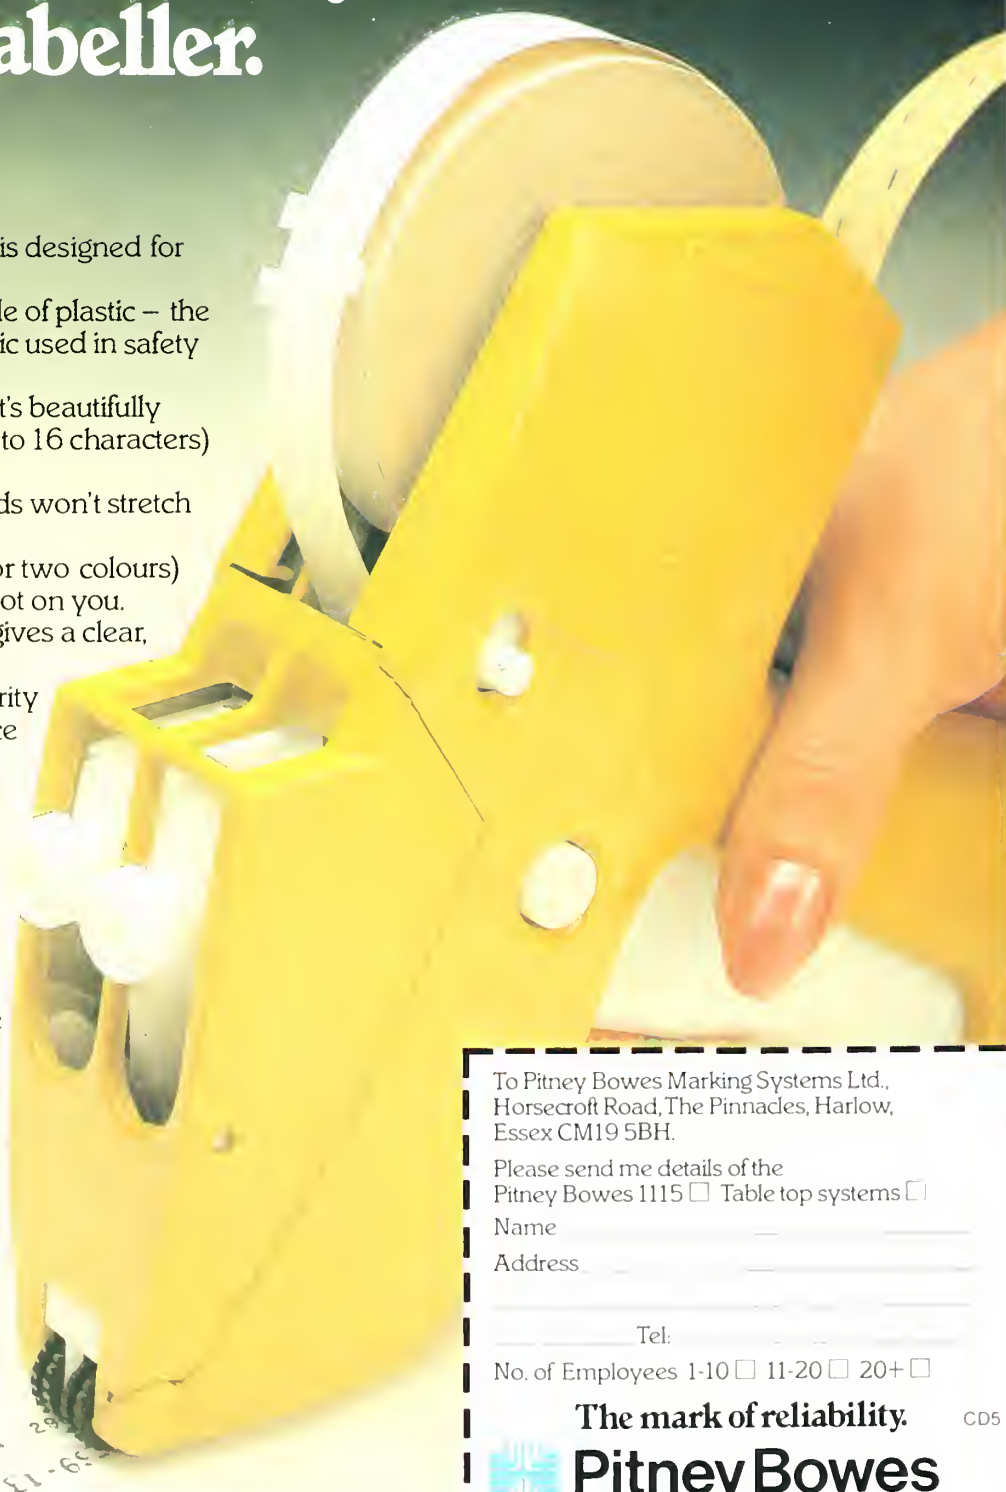 abeller.
is designed for
le of plastic – the
ic used in safety
t's beautifully
to 16 characters)
ds won't stretch
or two colours)
ot on you.
gives a clear,
rity
ce
To Pitney Bowes Marking Systems Ltd.,
Horsecroft Road, The Pinnacles, Harlow,
Essex CM19 5BH.
Please send me details of the
Pitney Bowes 1115 □ Table top systems □
Name
Address
Tel:
No. of Employees 1-10 □ 11-20 □ 20+ □
The mark of reliability.
CD5
Pitney Bowes